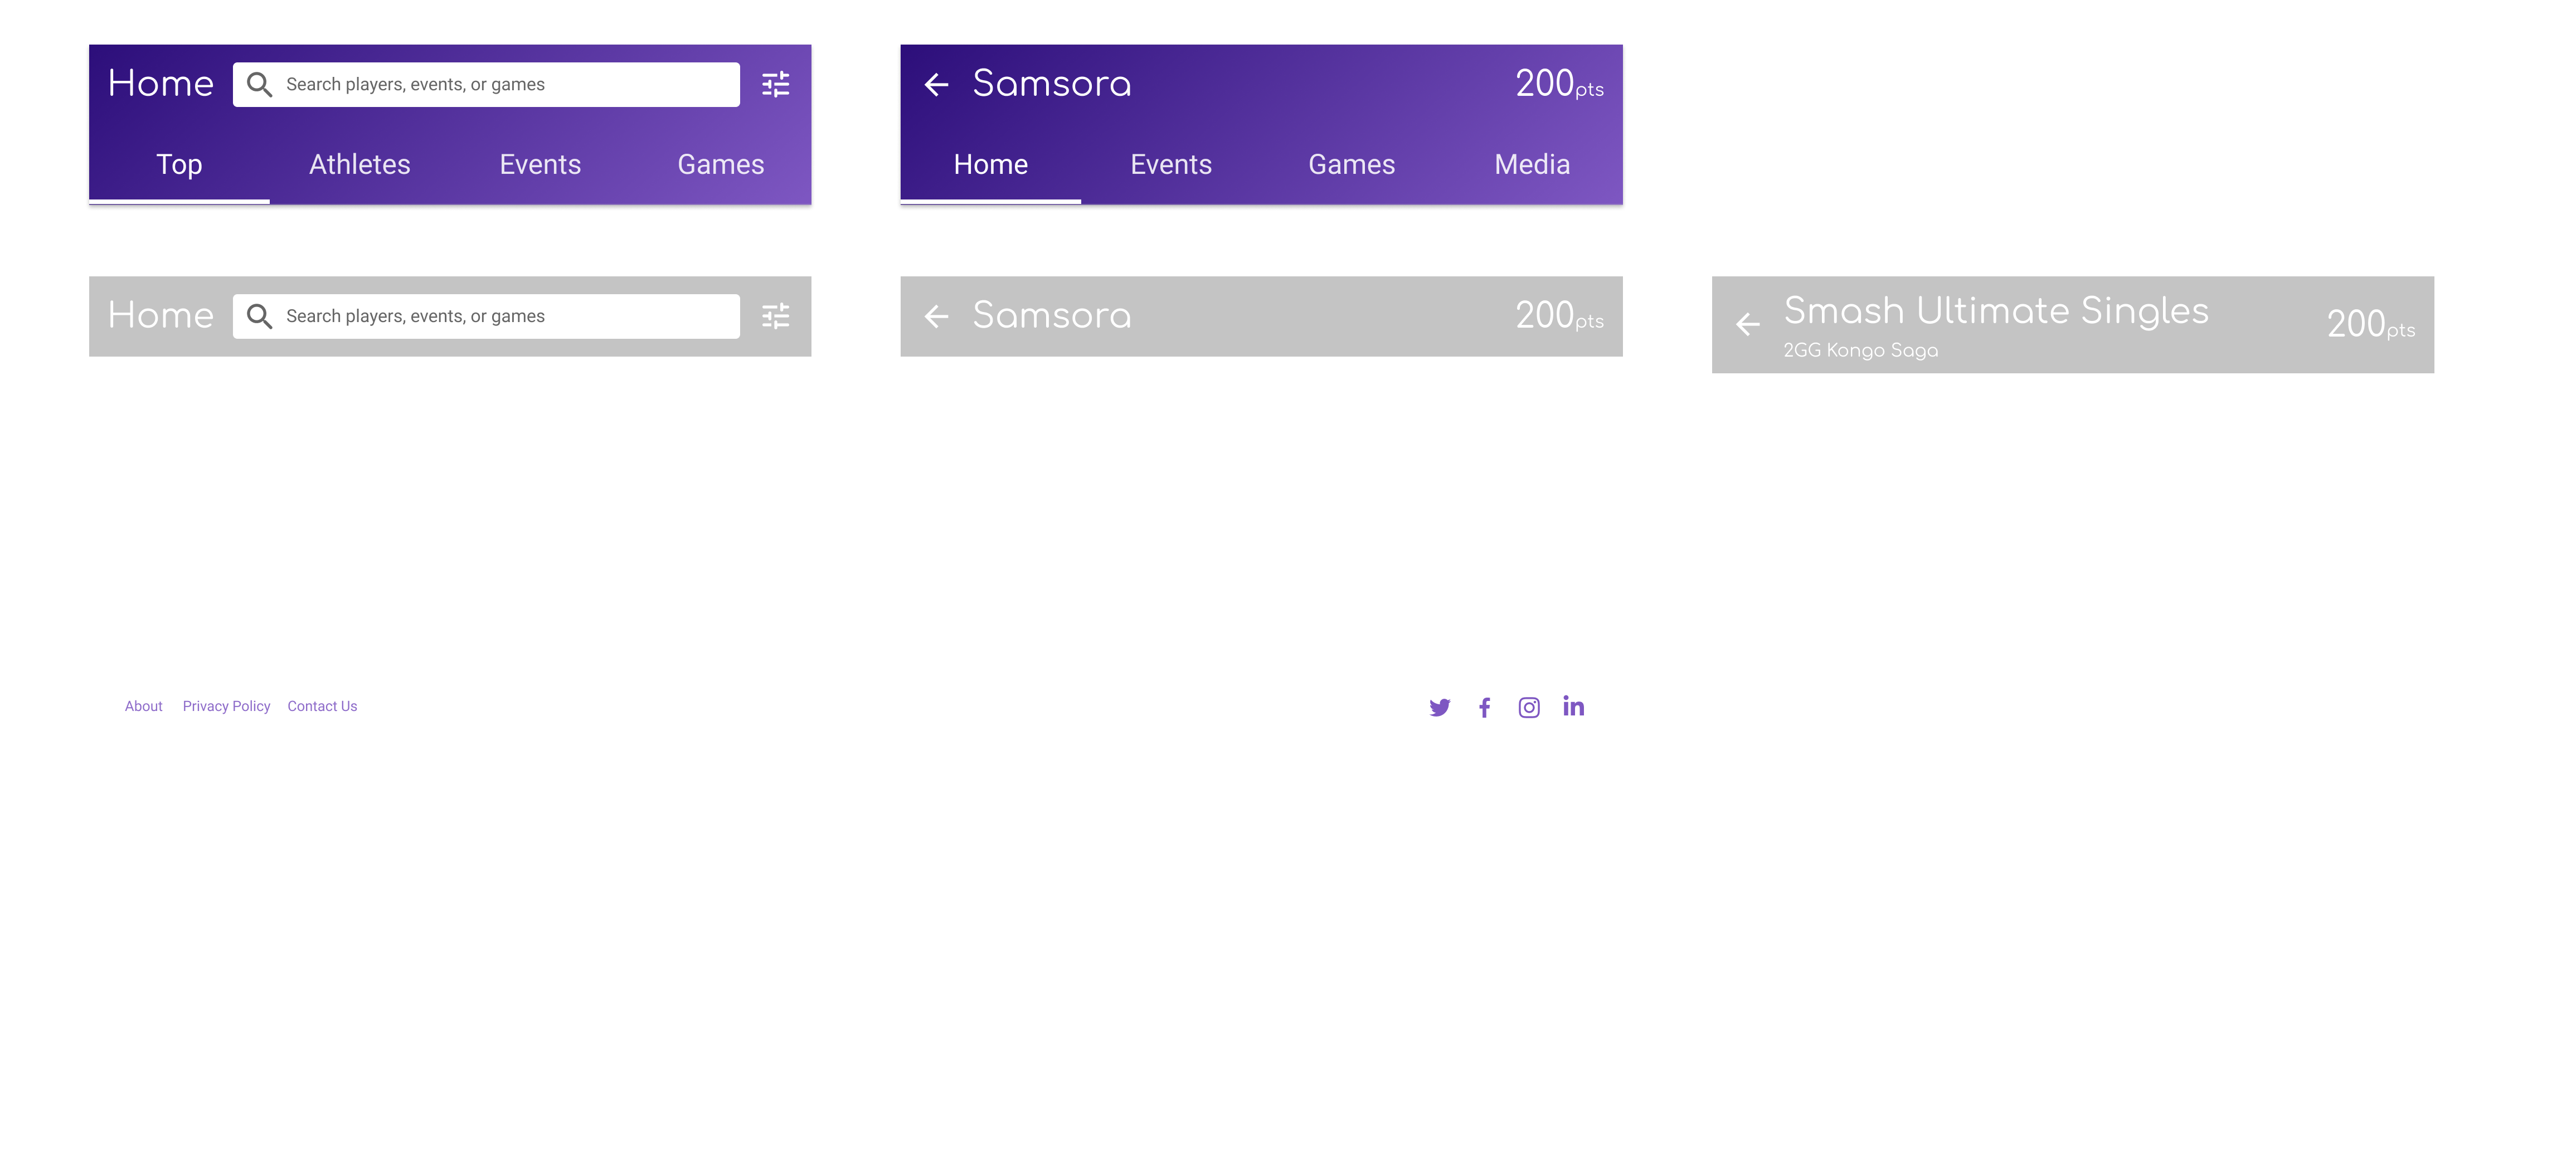 Home Search players, events, or games
Top Athletes Events Games
Samsora 200pts
Home Events Games Media
Home Search players, events, or games
Samsora 200pts
Smash Ultimate Singles 200pts
2GG Kongo Saga
About Privacy Policy Contact Us